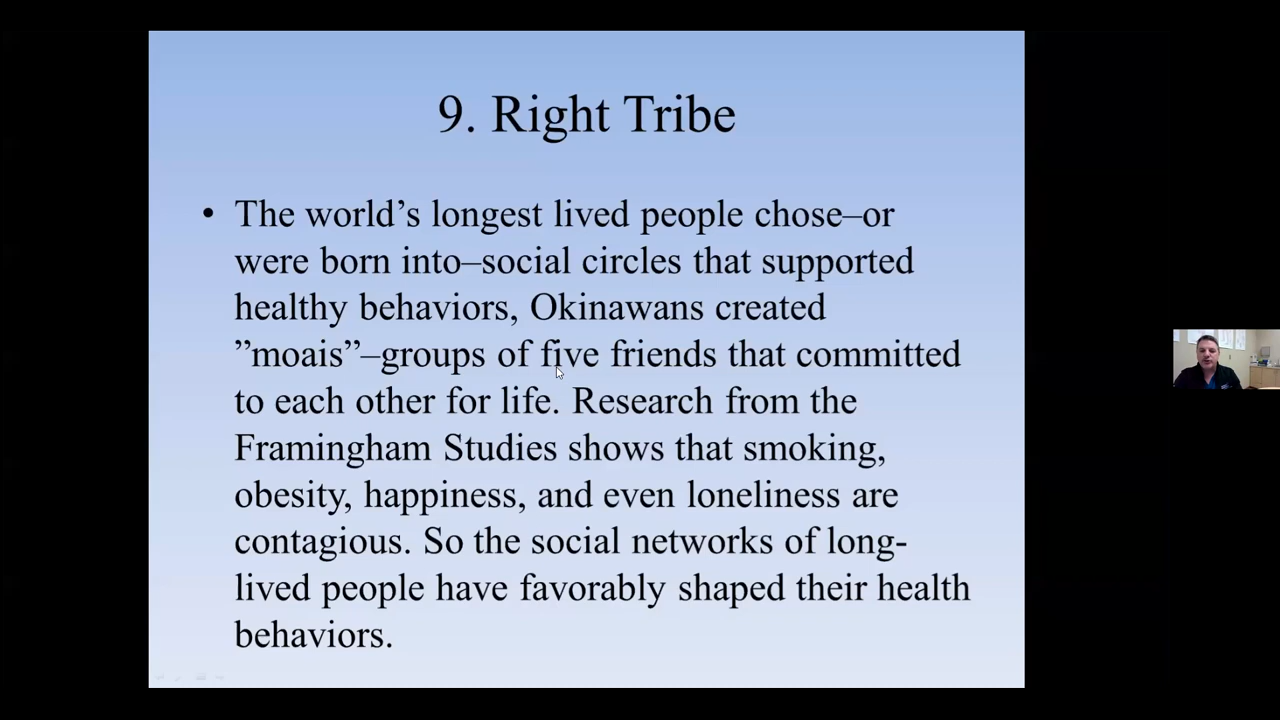 9. Right Tribe
• The world’s longest lived people chose–or
were born into–social circles that supported
healthy behaviors, Okinawans created
”moais”–groups of five friends that committed
to each other for life. Research from the
Framingham Studies shows that smoking,
obesity, happiness, and even loneliness are
contagious. So the social networks of long-
lived people have favorably shaped their health
behaviors.